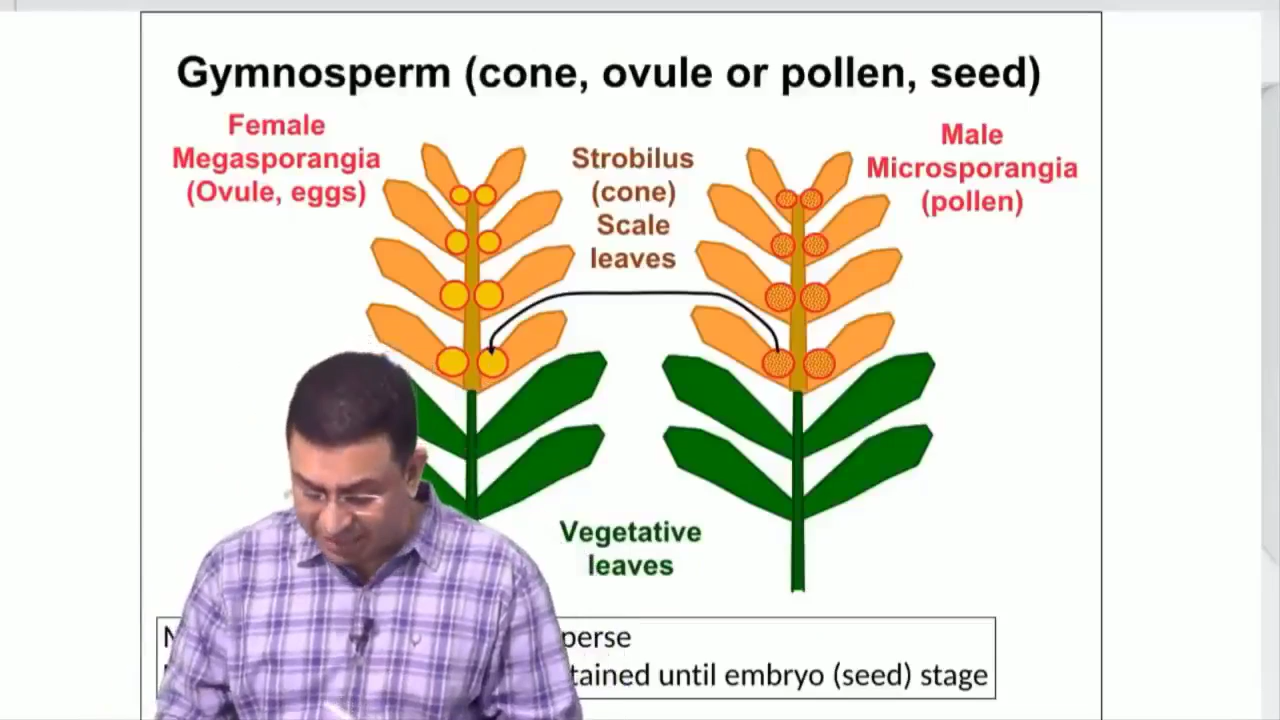 Gymnosperm (cone, ovule or pollen, seed)
Female
Megasporangia
(Ovule, eggs)
Strobilus
(cone)
Scale
leaves
Male
Microsporangia
(pollen)
Vegetative
leaves
perse
tained until embryo (seed) stage